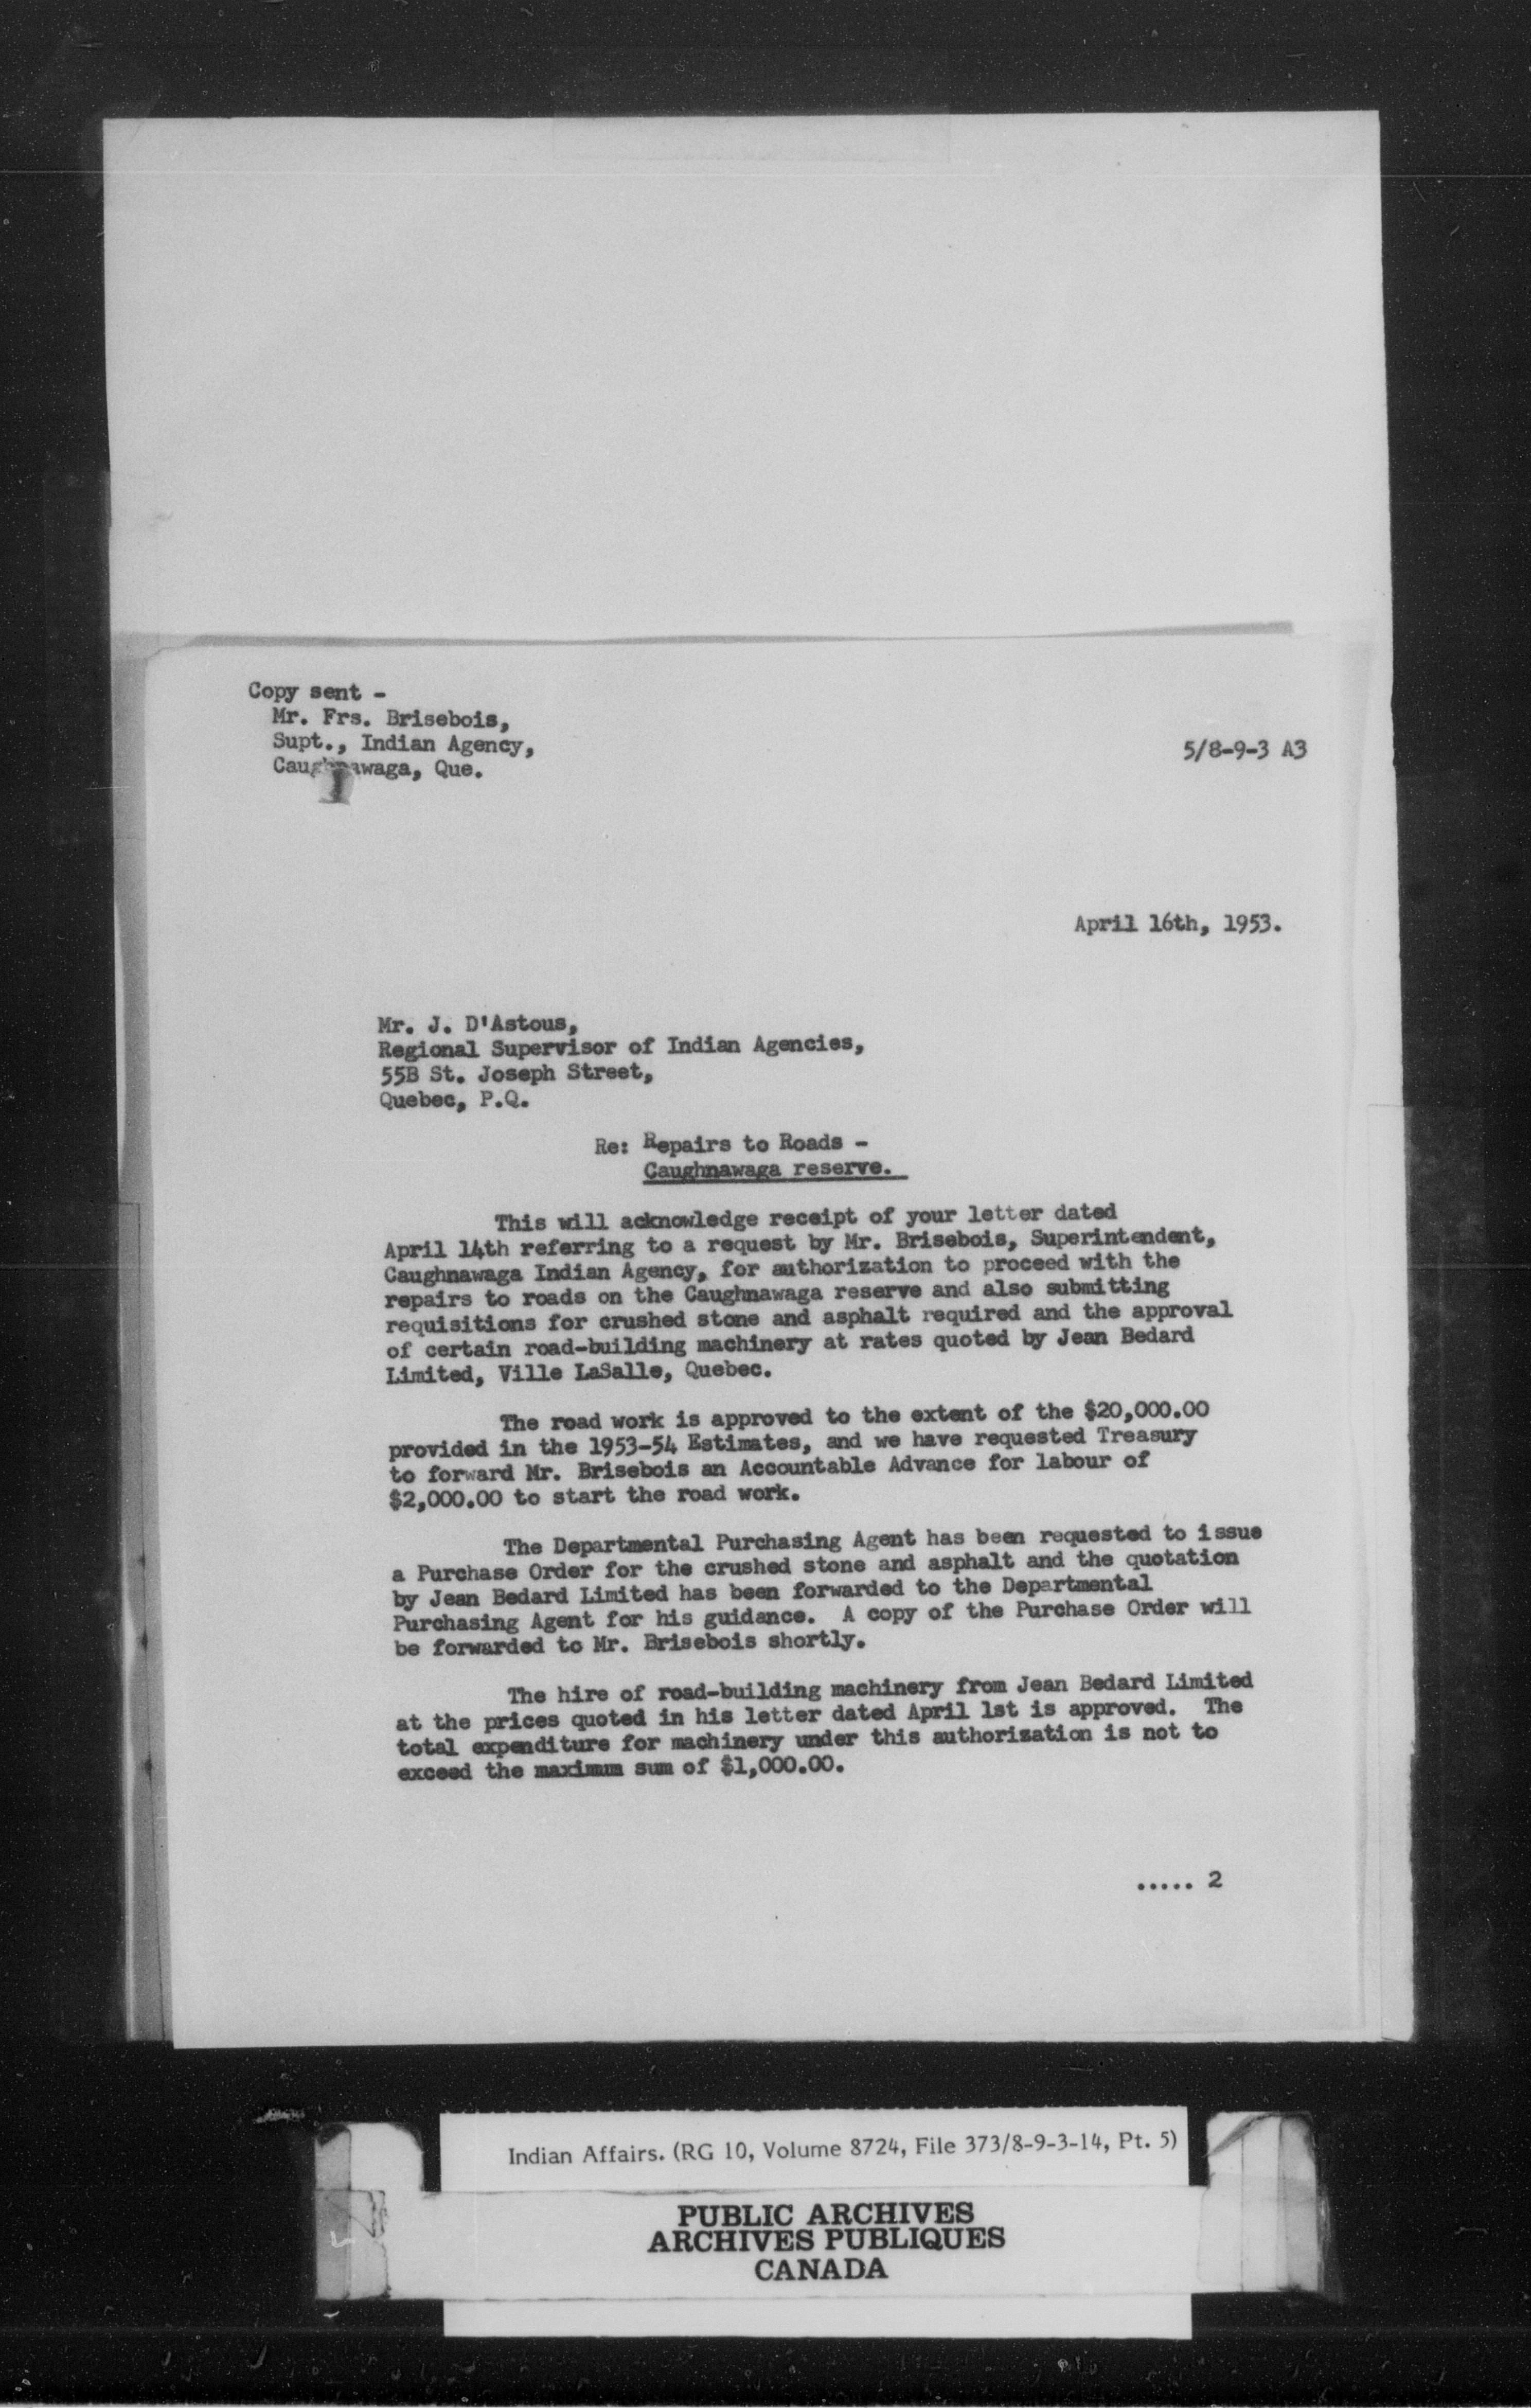 Copy sent -
Mr. Frs. Brisebois,
Supt., Indian Agency,
Caughnawaga, Que.
5/8-9-3 A3
April 16th, 1953.
Mr. J. D'Astous,
Regional Supervisor of Indian Agencies,
55B St. Joseph Street,
Quebec, P.Q.
Re: Repairs to Roads -
Caughnawaga reserve.
This will acknowledge receipt of your letter dated
April 14th referring to a request by Mr. Brisebois, Superintendent,
Caughnawaga Indian Agency, for authorization to proceed with the
repairs to roads on the Caughnawaga reserve and also submitting
requisitions for crushed stone and asphalt required and the approval
of certain road-building machinery at rates quoted by Jean Bedard
Limited, Ville LaSalle, Quebec.
The road work is approved to the extent of the $20,000.00
provided in the 1953-54 Estimates, and we have requested Treasury
to forward Mr. Brisebois an Accountable Advance for labour of
$2,000.00 to start the road work.
The Departmental Purchasing Agent has been requested to issue
a Purchase Order for the crushed stone and asphalt and the quotation
by Jean Bedard Limited has been forwarded to the Departmental
Purchasing Agent for his guidance. A copy of the Purchase Order will
be forwarded to Mr. Brisebois shortly.
The hire of road-building machinery from Jean Bedard Limited
at the prices quoted in his letter dated April 1st is approved. The
total expenditure for machinery under this authorization is not to
exceed the maximum sum of $1,000.00.
..... 2
Indian Affairs. (RG 10, Volume 8724, File 373/8-9-3-14, Pt. 5)
PUBLIC ARCHIVES
ARCHIVES PUBLIQUES
CANADA